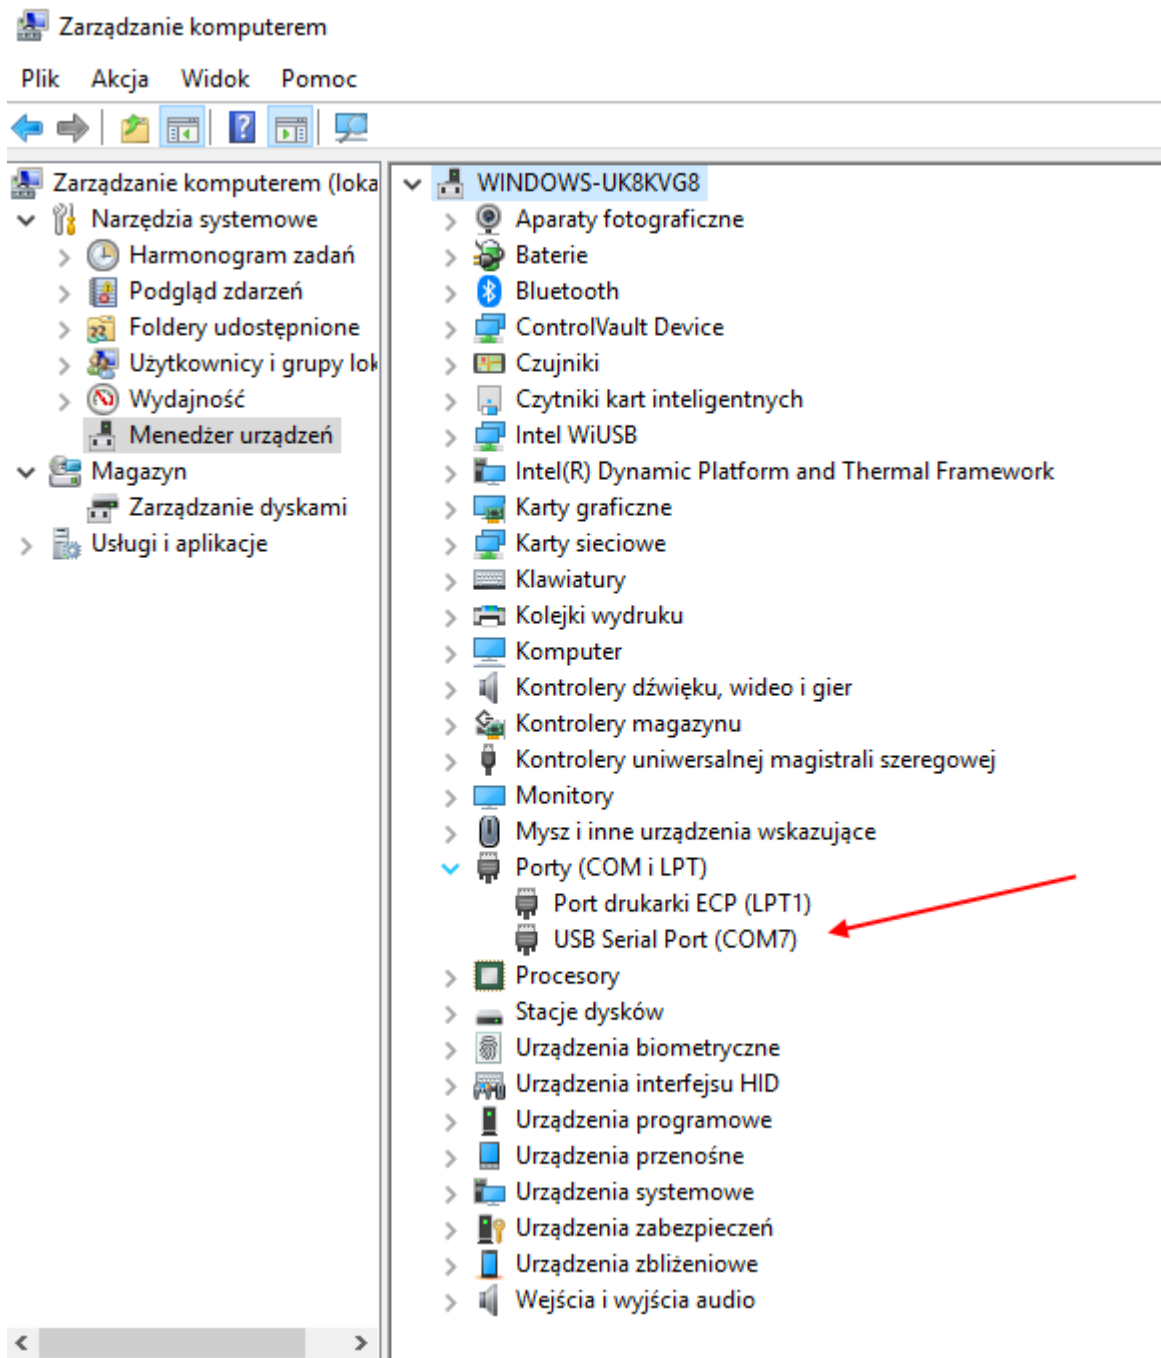 Zarządzanie komputerem
Plik Akcja Widok Pomoc
Zarządzanie komputerem (loka
Narzędzia systemowe
Harmonogram zadań
Podgląd zdarzeń
Foldery udostępnione
Użytkownicy i grupy lok
Wydajność
Menedżer urządzeń
Magazyn
Zarządzanie dyskami
Usługi i aplikacje
WINDOWS-UK8KVG8
Aparaty fotograficzne
Baterie
Bluetooth
ControlVault Device
Czujniki
Czytniki kart inteligentnych
Intel WiUSB
Intel(R) Dynamic Platform and Thermal Framework
Karty graficzne
Karty sieciowe
Klawiatury
Kolejki wydruku
Komputer
Kontrolery dźwięku, wideo i gier
Kontrolery magazynu
Kontrolery uniwersalnej magistrali szeregowej
Monitory
Mysz i inne urządzenia wskazujące
Porty (COM i LPT)
Port drukarki ECP (LPT1)
USB Serial Port (COM7)
Procesory
Stacje dysków
Urządzenia biometryczne
Urządzenia interfejsu HID
Urządzenia programowe
Urządzenia przenośne
Urządzenia systemowe
Urządzenia zabezpieczeń
Urządzenia zbliżeniowe
Wejścia i wyjścia audio